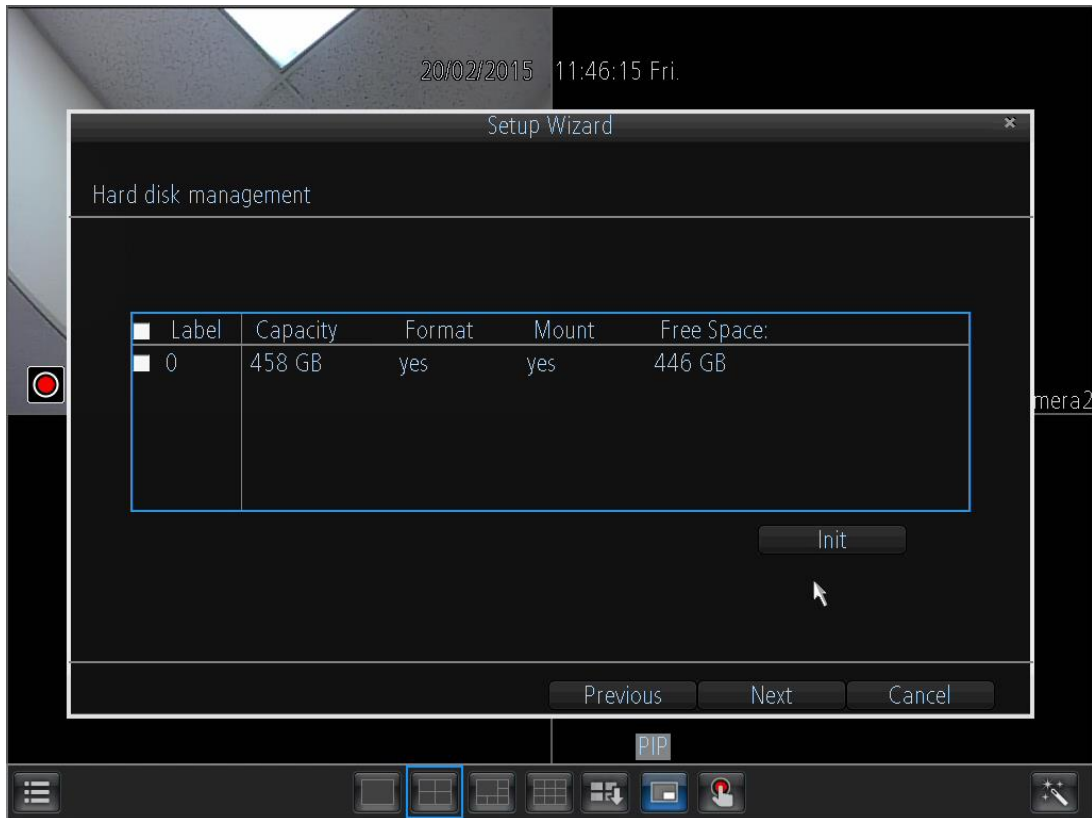 20/02/2015 11:46:15 Fri.
Setup Wizard
Hard disk management
Label Capacity Format Mount Free Space:
0 458 GB yes yes 446 GB
mera2
Init
Previous Next Cancel
PIP